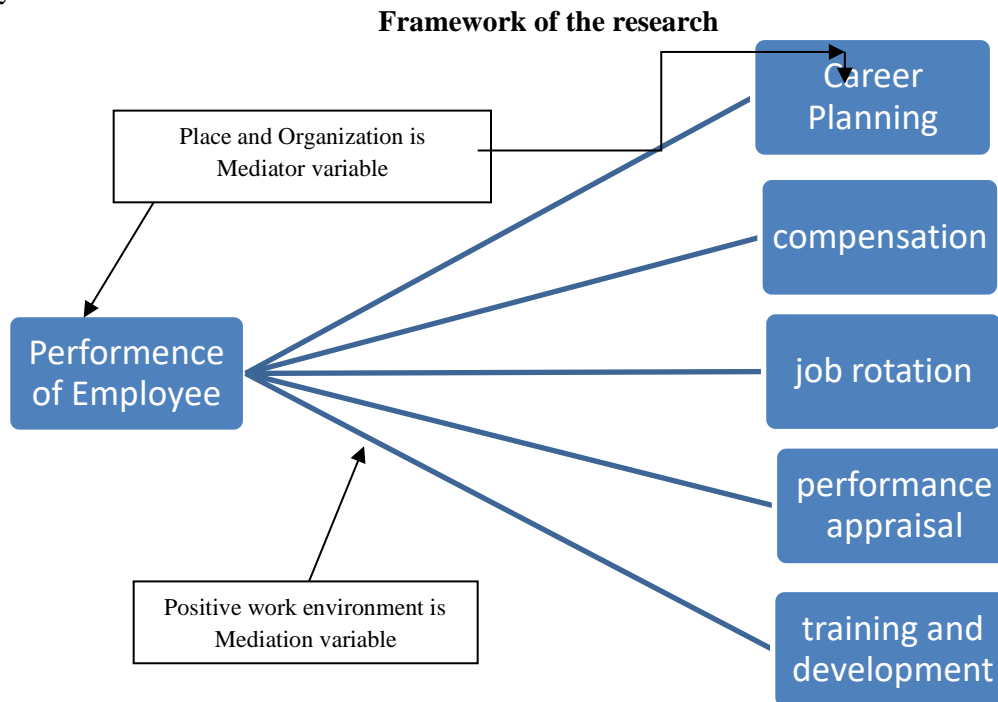 y
Framework of the research
Career
Planning
Place and Organization is
Mediator variable
compensation
Performence
of Employee
job rotation
performance
appraisal
Positive work environment is
Mediation variable
training and
development